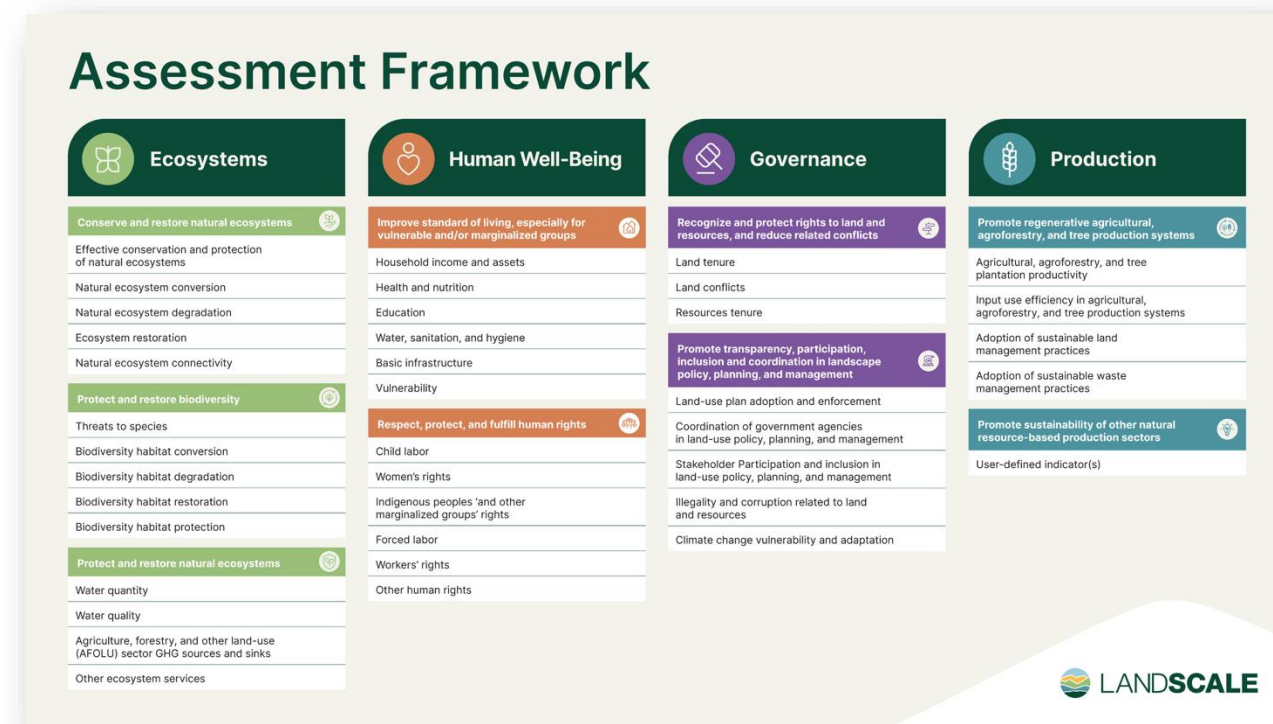 Assessment Framework
Ecosystems
Conserve and restore natural ecosystems
Effective conservation and protection
of natural ecosystems
Natural ecosystem conversion
Natural ecosystem degradation
Ecosystem restoration
Natural ecosystem connectivity
Protect and restore biodiversity
Threats to species
Biodiversity habitat conversion
Biodiversity habitat degradation
Biodiversity habitat restoration
Biodiversity habitat protection
Protect and restore natural ecosystems
Water quantity
Water quality
Agriculture, forestry, and other land-use
(AFOLU) sector GHG sources and sinks
Other ecosystem services
Human Well-Being
Improve standard of living, especially for
vulnerable and/or marginalized groups
Household income and assets
Health and nutrition
Education
Water, sanitation, and hygiene
Basic infrastructure
Vulnerability
Respect, protect, and fulfill human rights
Child labor
Women's rights
Indigenous peoples 'and other
marginalized groups' rights
Forced labor
Workers' rights
Other human rights
Governance
Recognize and protect rights to land and
resources, and reduce related conflicts
Land tenure
Land conflicts
Resources tenure
Promote transparency, participation,
inclusion and coordination in landscape
policy, planning, and management
Land-use plan adoption and enforcement
Coordination of government agencies
in land-use policy, planning, and management
Stakeholder Participation and inclusion in
land-use policy, planning, and management
Illegality and corruption related to land
and resources
Climate change vulnerability and adaptation
Production
Promote regenerative agricultural,
agroforestry, and tree production systems
Agricultural, agroforestry, and tree
plantation productivity
Input use efficiency in agricultural,
agroforestry, and tree production systems
Adoption of sustainable land
management practices
Adoption of sustainable waste
management practices
Promote sustainability of other natural
resource-based production sectors
User-defined indicator(s)
LANDSCALE